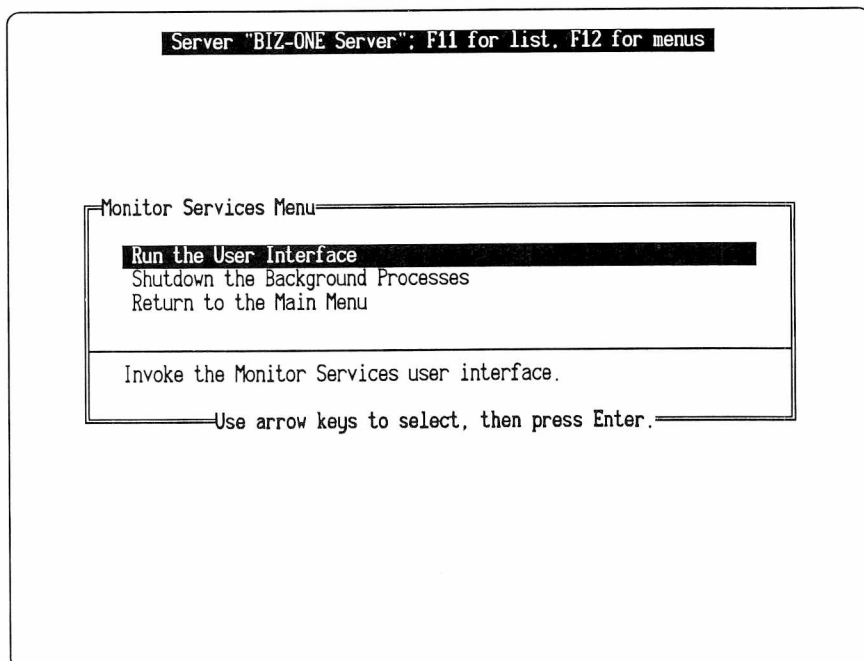 Server "BIZ-ONE Server"; F11 for list, F12 for menus
Monitor Services Menu
Run the User Interface
Shutdown the Background Processes
Return to the Main Menu
Invoke the Monitor Services user interface.
Use arrow keys to select, then press Enter.